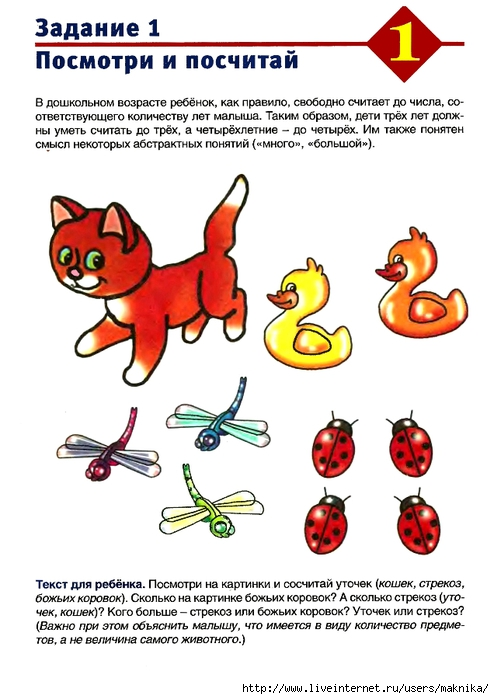 Задание 1
1
Посмотри и посчитай
В дошкольном возрасте ребёнок, как правило, свободно считает до числа, со-
ответствующего количеству лет малыша. Таким образом, дети трёх лет долж-
ны уметь считать до трёх, а четырёхлетние – до четырёх. Им также понятен
смысл некоторых абстрактных понятий («много», «большой»).
Текст для ребёнка. Посмотри на картинки и сосчитай уточек (кошек, стрекоз,
божьих коровок). Сколько на картинке божьих коровок? А сколько стрекоз (уто-
чек, кошек)? Кого больше – стрекоз или божьих коровок? Уточек или стрекоз?
(Важно при этом объяснить малышу, что имеется в виду количество предме-
тов, а не величина самого животного.)
http://www.liveinternet.ru/users/maknika/